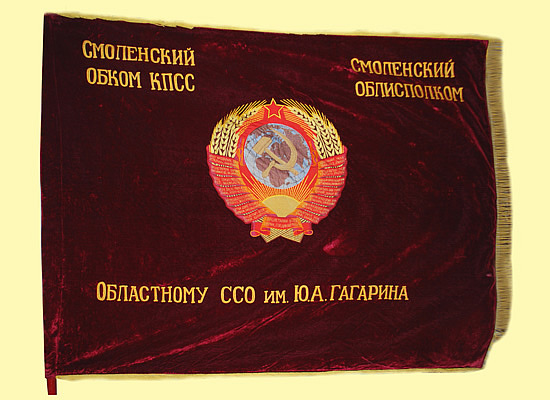 СМОЛЕНСКИЙ
ОБКОМ КПСС
СМОЛЕНСКИЙ
ОБЛИСПОЛКОМ
ОБЛАСТНОМУ ССО ИМ. Ю.А. ГАГАРИНА